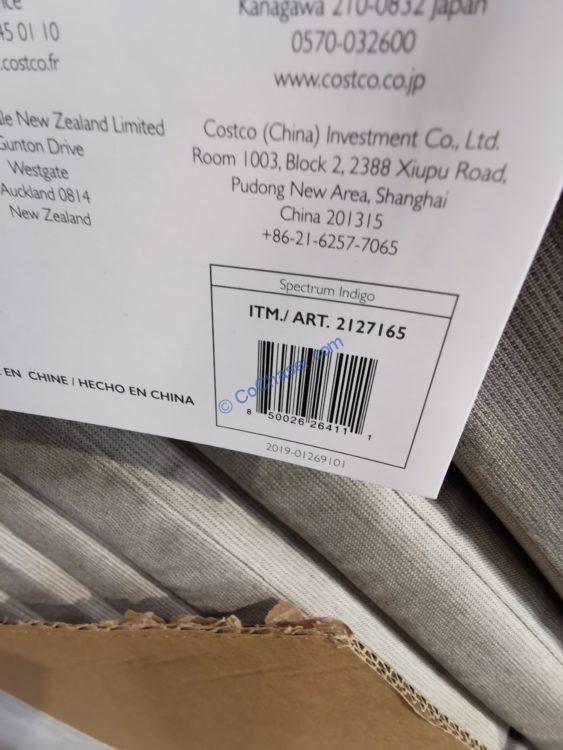 45 01 10
.costco.fr
Kanagawa 210-0832 Japan
0570-032600
www.costco.co.jp
New Zealand Limited
Gunton Drive
Westgate
Auckland 0814
New Zealand
Costco (China) Investment Co., Ltd.
Room 1003, Block 2, 2388 Xiupu Road,
Pudong New Area, Shanghai
China 201315
+86-21-6257-7065
Spectrum Indigo
ITM./ ART. 2127165
© CoChaser.com
8 50026 26411 1
2019-01269101
EN CHINE / HECHO EN CHINA